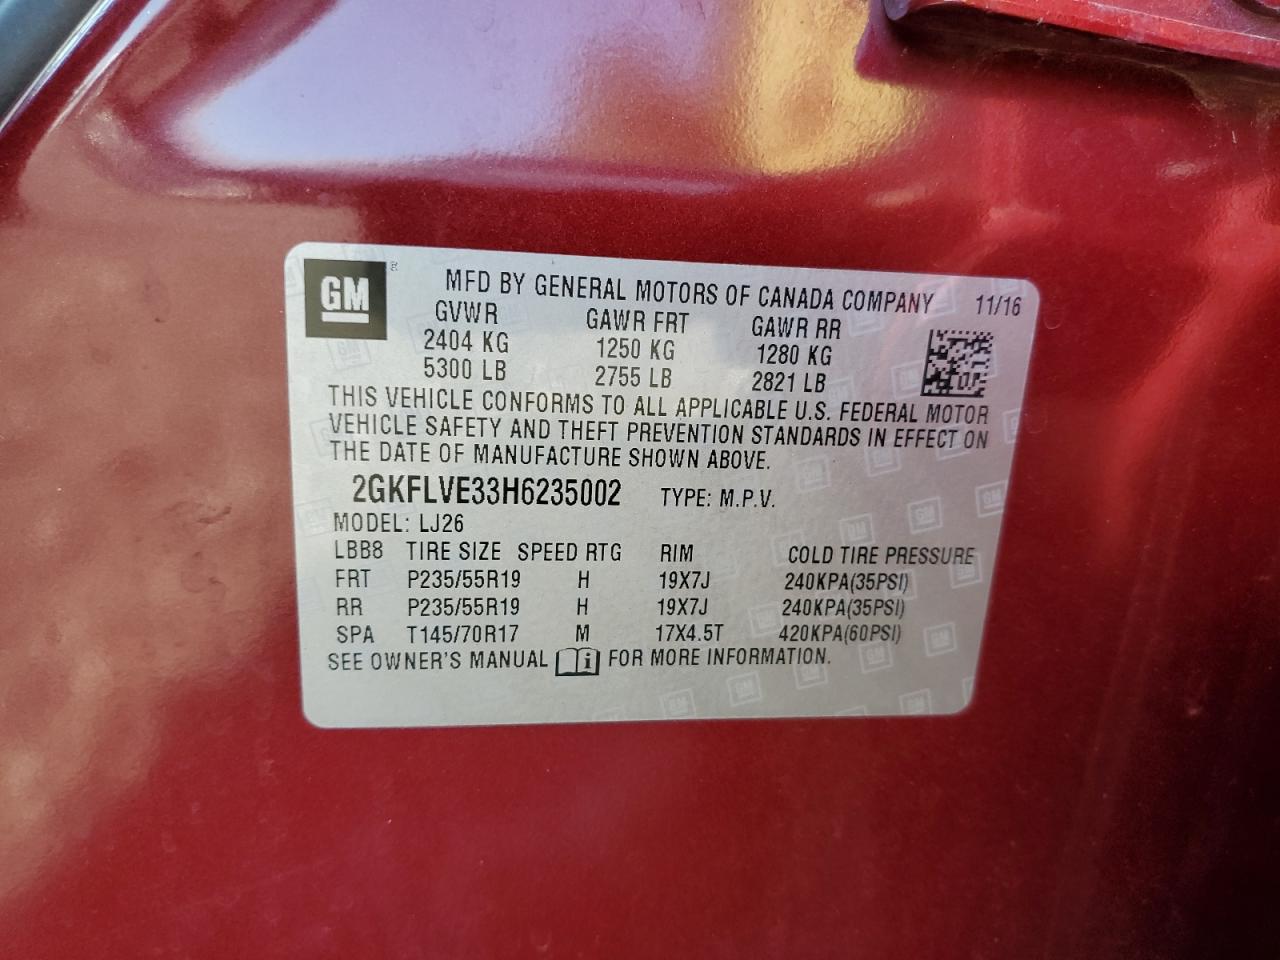 GM ®
MFD BY GENERAL MOTORS OF CANADA COMPANY 11/16
GVWR GAWR FRT GAWR RR
2404 KG 1250 KG 1280 KG
5300 LB 2755 LB 2821 LB
THIS VEHICLE CONFORMS TO ALL APPLICABLE U.S. FEDERAL MOTOR
VEHICLE SAFETY AND THEFT PREVENTION STANDARDS IN EFFECT ON
THE DATE OF MANUFACTURE SHOWN ABOVE.
2GKFLVE33H6235002 TYPE: M.P.V.
MODEL: LJ26
LBB8 TIRE SIZE SPEED RTG RIM COLD TIRE PRESSURE
FRT P235/55R19 H 19X7J 240KPA(35PSI)
RR P235/55R19 H 19X7J 240KPA(35PSI)
SPA T145/70R17 M 17X4.5T 420KPA(60PSI)
SEE OWNER'S MANUAL i FOR MORE INFORMATION.